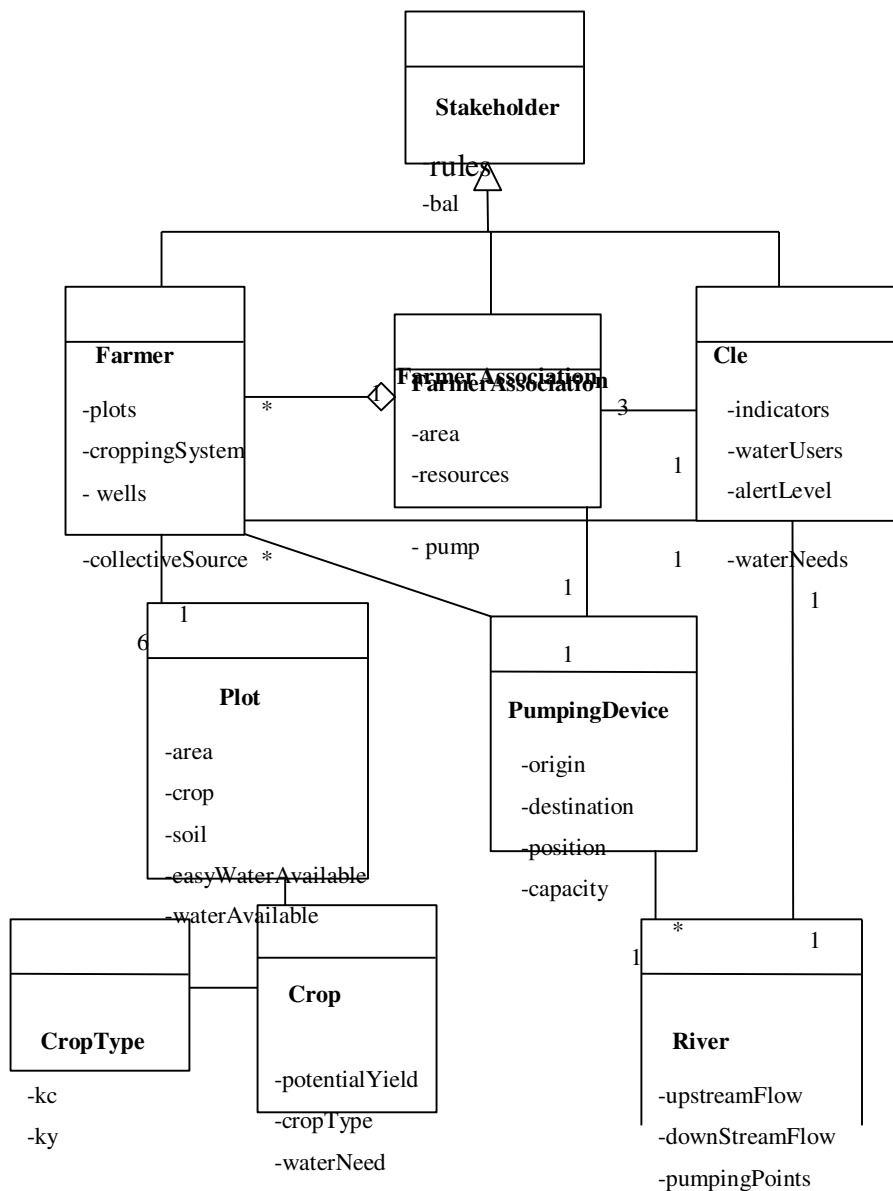 Stakeholder
-rules
-bal
Farmer
-plots
-croppingSystem
- wells
-collectiveSource
*
1
FarmerAssociation
FarmerAssociation
-area
-resources
- pump
3
1
Cle
-indicators
-waterUsers
-alertLevel
-waterNeeds
*
1
1
1
6
1
1
Plot
-area
-crop
-soil
-easyWaterAvailable
-waterAvailable
PumpingDevice
-origin
-destination
-position
-capacity
*
1
1
CropType
-kc
-ky
Crop
-potentialYield
-cropType
-waterNeed
River
-upstreamFlow
-downStreamFlow
-pumpingPoints